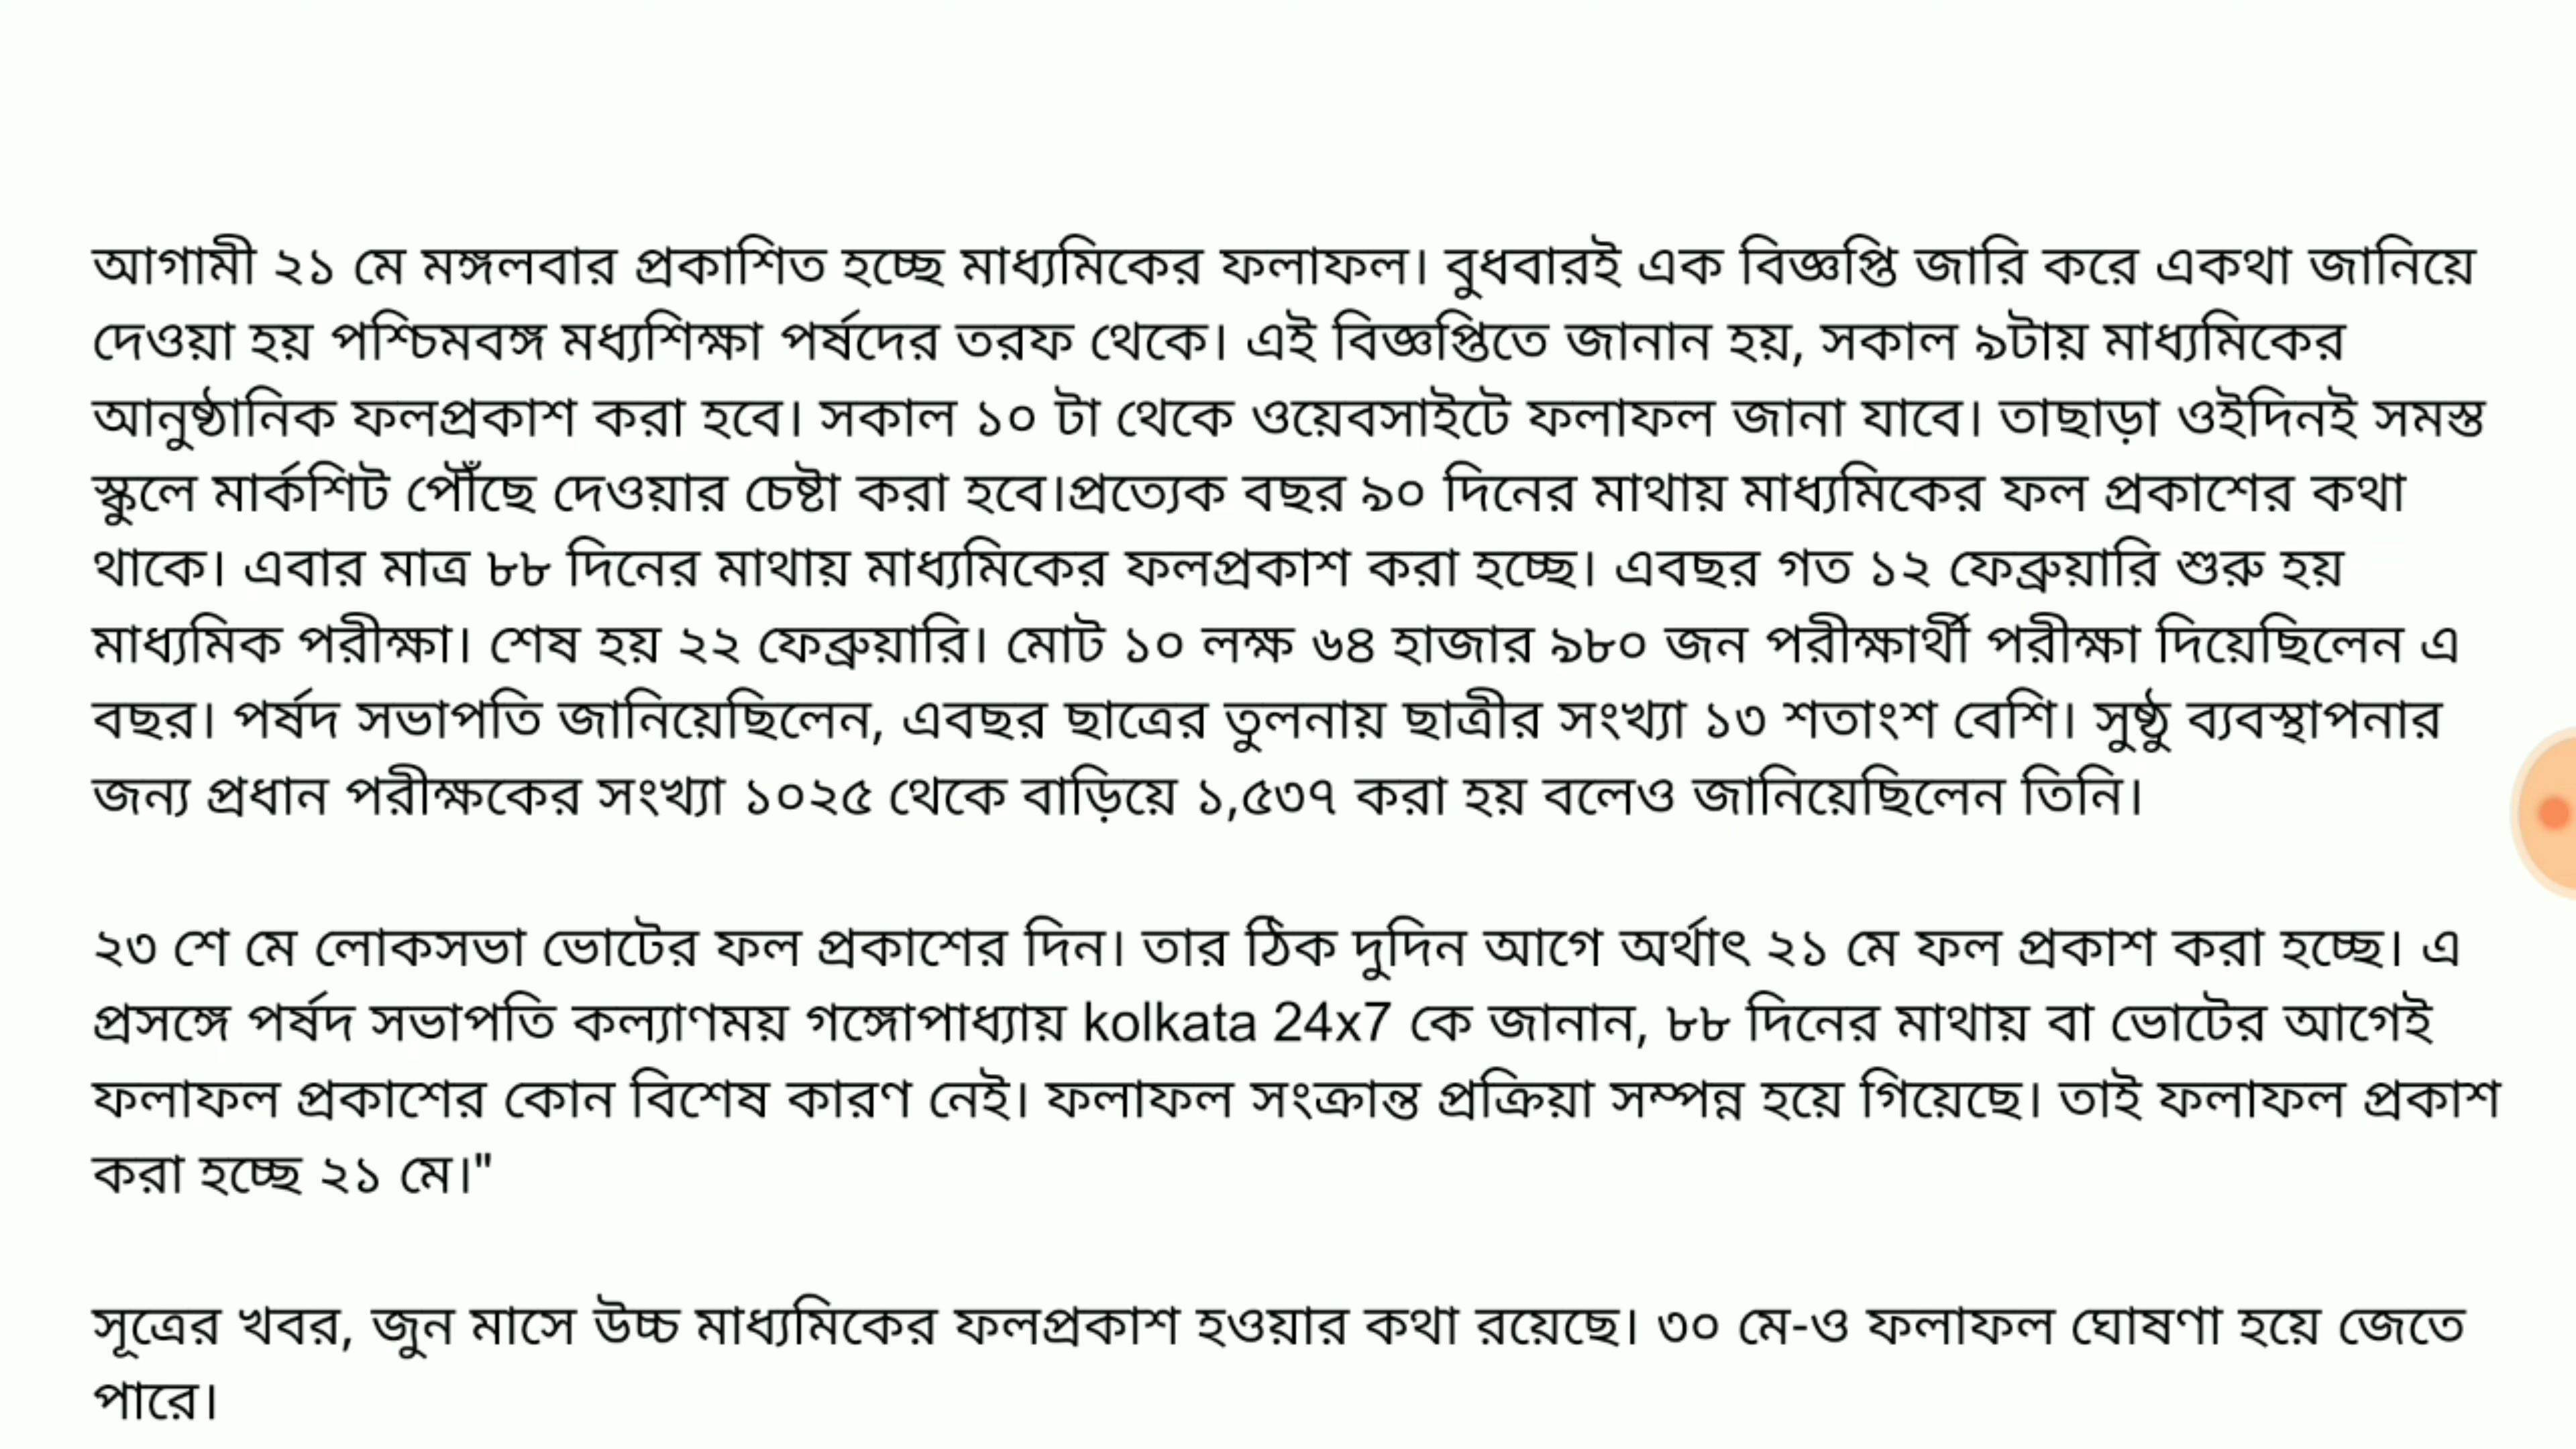 আগামী ২১ মে মঙ্গলবার প্রকাশিত হচ্ছে মাধ্যমিকের ফলাফল। বুধবারই এক বিজ্ঞপ্তি জারি করে একথা জানিয়ে
দেওয়া হয় পশ্চিমবঙ্গ মধ্যশিক্ষা পর্ষদের তরফ থেকে। এই বিজ্ঞপ্তিতে জানান হয়, সকাল ৯টায় মাধ্যমিকের
আনুষ্ঠানিক ফলপ্রকাশ করা হবে। সকাল ১০ টা থেকে ওয়েবসাইটে ফলাফল জানা যাবে। তাছাড়া ওইদিনই সমস্ত
স্কুলে মার্কশিট পৌঁছে দেওয়ার চেষ্টা করা হবে।প্রত্যেক বছর ৯০ দিনের মাথায় মাধ্যমিকের ফল প্রকাশের কথা
থাকে। এবার মাত্র ৮৮ দিনের মাথায় মাধ্যমিকের ফলপ্রকাশ করা হচ্ছে। এবছর গত ১২ ফেব্রুয়ারি শুরু হয়
মাধ্যমিক পরীক্ষা। শেষ হয় ২২ ফেব্রুয়ারি। মোট ১০ লক্ষ ৬৪ হাজার ৯৮০ জন পরীক্ষার্থী পরীক্ষা দিয়েছিলেন এ
বছর। পর্ষদ সভাপতি জানিয়েছিলেন, এবছর ছাত্রের তুলনায় ছাত্রীর সংখ্যা ১৩ শতাংশ বেশি। সুষ্ঠু ব্যবস্থাপনার
জন্য প্রধান পরীক্ষকের সংখ্যা ১০২৫ থেকে বাড়িয়ে ১,৫৩৭ করা হয় বলেও জানিয়েছিলেন তিনি।
২৩ শে মে লোকসভা ভোটের ফল প্রকাশের দিন। তার ঠিক দুদিন আগে অর্থাৎ ২১ মে ফল প্রকাশ করা হচ্ছে। এ
প্রসঙ্গে পর্ষদ সভাপতি কল্যাণময় গঙ্গোপাধ্যায় kolkata 24x7 কে জানান, ৮৮ দিনের মাথায় বা ভোটের আগেই
ফলাফল প্রকাশের কোন বিশেষ কারণ নেই। ফলাফল সংক্রান্ত প্রক্রিয়া সম্পন্ন হয়ে গিয়েছে। তাই ফলাফল প্রকাশ
করা হচ্ছে ২১ মে।"
সূত্রের খবর, জুন মাসে উচ্চ মাধ্যমিকের ফলপ্রকাশ হওয়ার কথা রয়েছে। ৩০ মে-ও ফলাফল ঘোষণা হয়ে জেতে
পারে।